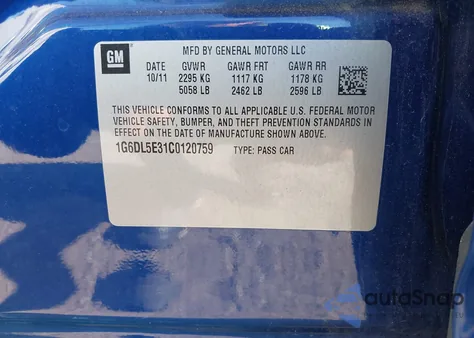 GM
MFD BY GENERAL MOTORS LLC
DATE GVWR GAWR FRT GAWR RR
10/11 2295 KG 1117 KG 1178 KG
5058 LB 2462 LB 2596 LB
THIS VEHICLE CONFORMS TO ALL APPLICABLE U.S. FEDERAL MOTOR
VEHICLE SAFETY, BUMPER, AND THEFT PREVENTION STANDARDS IN
EFFECT ON THE DATE OF MANUFACTURE SHOWN ABOVE.
1G6DL5E31C0120759 TYPE: PASS CAR
autoSnap